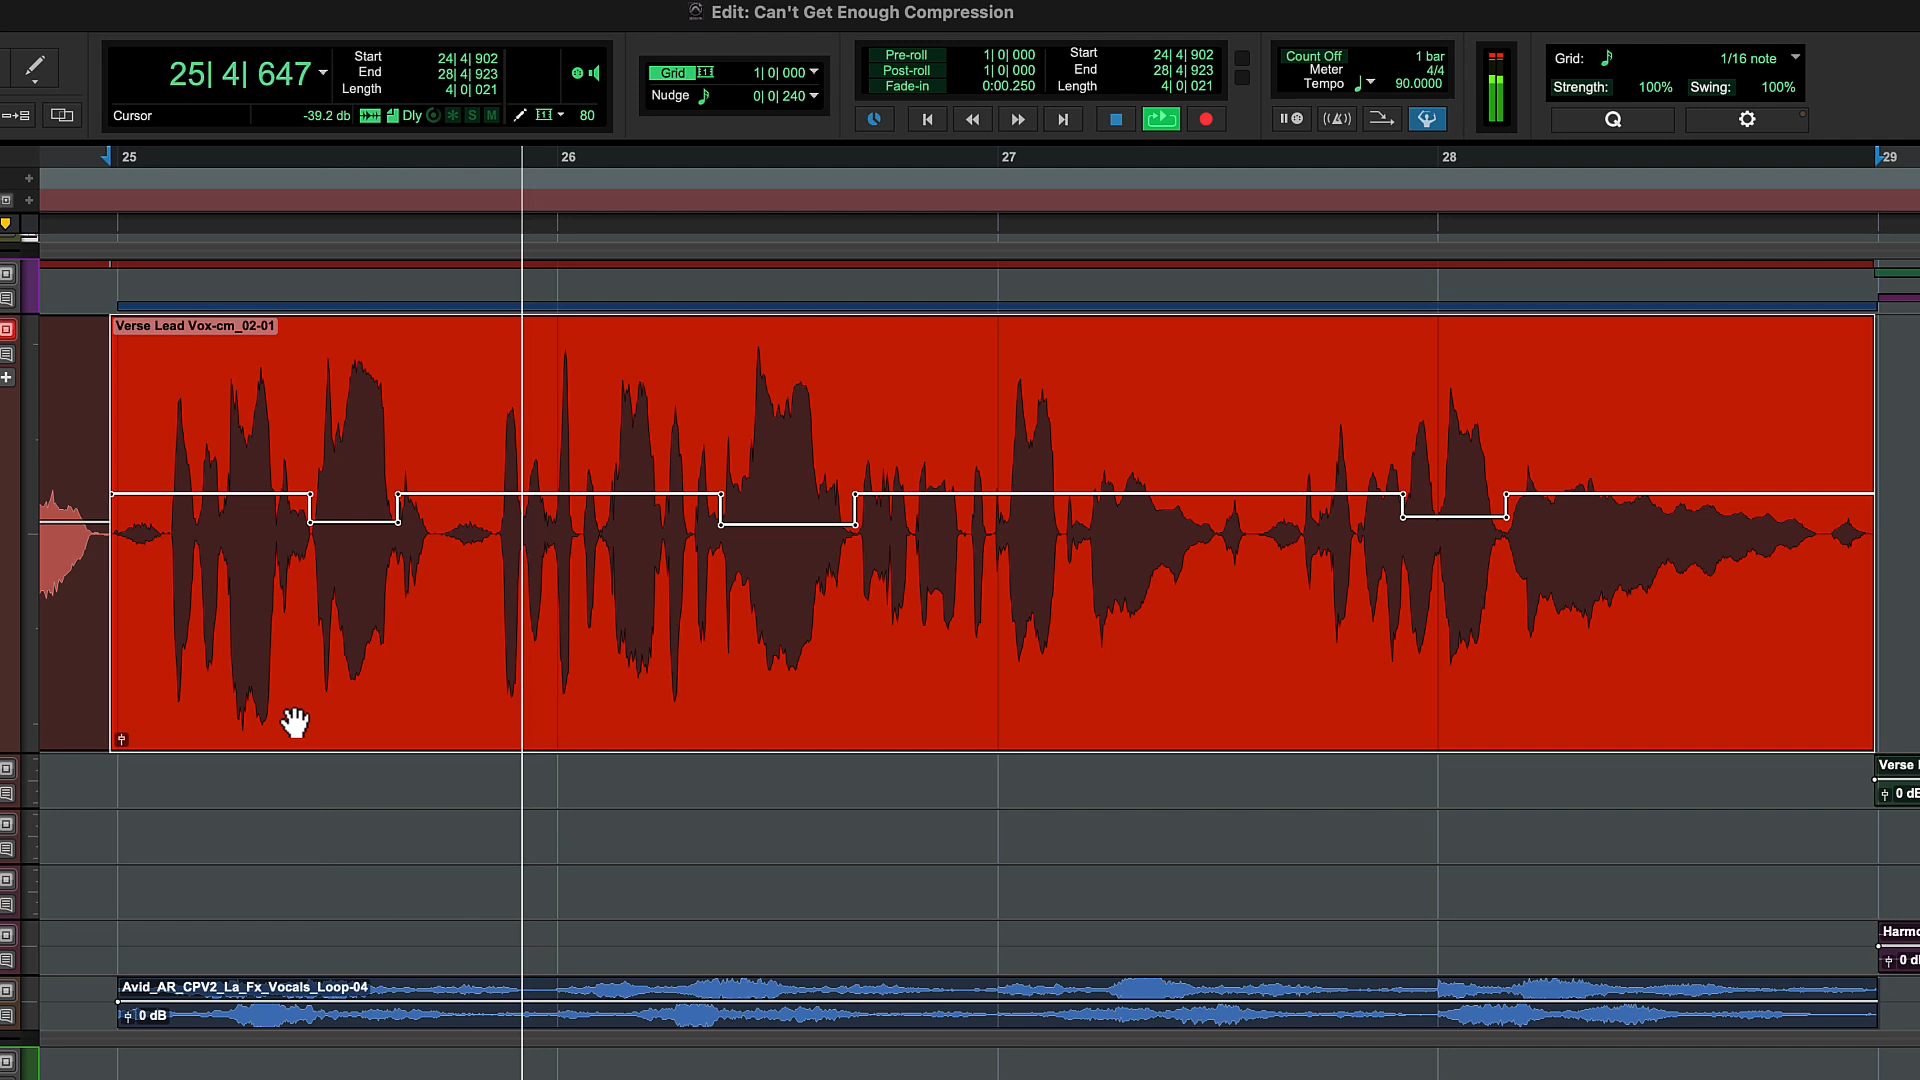 Edit: Can't Get Enough Compression
25| 4| 647
Start 24| 4| 902
End 28| 4| 923
Length 4| 0| 021
Cursor -39.2 db Dly S M 80
Grid 1| 0| 000
Nudge 0| 0| 240
Pre-roll 1| 0| 000
Post-roll 1| 0| 000
Fade-in 0:00.250
Start 24| 4| 902
End 28| 4| 923
Length 4| 0| 021
Count Off 1 bar
Meter 4/4
Tempo 90.0000
Grid: 1/16 note
Strength: 100% Swing: 100%
Q
25 26 27 28 29
Verse Lead Vox-cm_02-01
Verse
0 dB
Harmo
0 dB
Avid_AR_CPV2_La_Fx_Vocals_Loop-04
0 dB